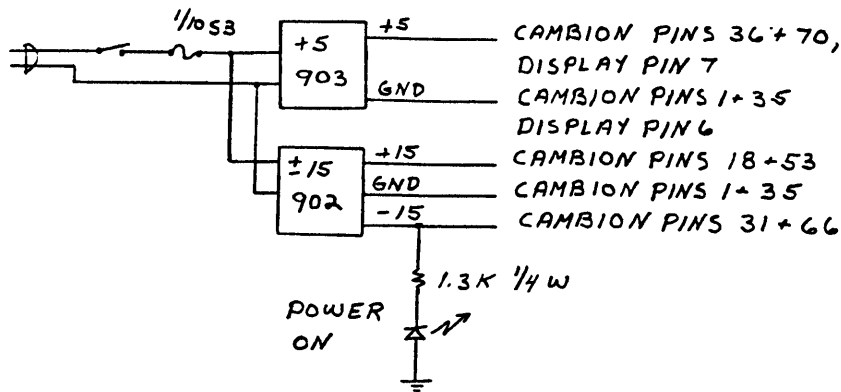 1/10 S3
+5
903
+5
GND
CAMBION PINS 36 + 70,
DISPLAY PIN 7
CAMBION PINS 1 + 35
DISPLAY PIN 6
± 15
902
+15
GND
-15
CAMBION PINS 18 + 53
CAMBION PINS 1 + 35
CAMBION PINS 31 + 66
1.3K 1/4 W
POWER
ON